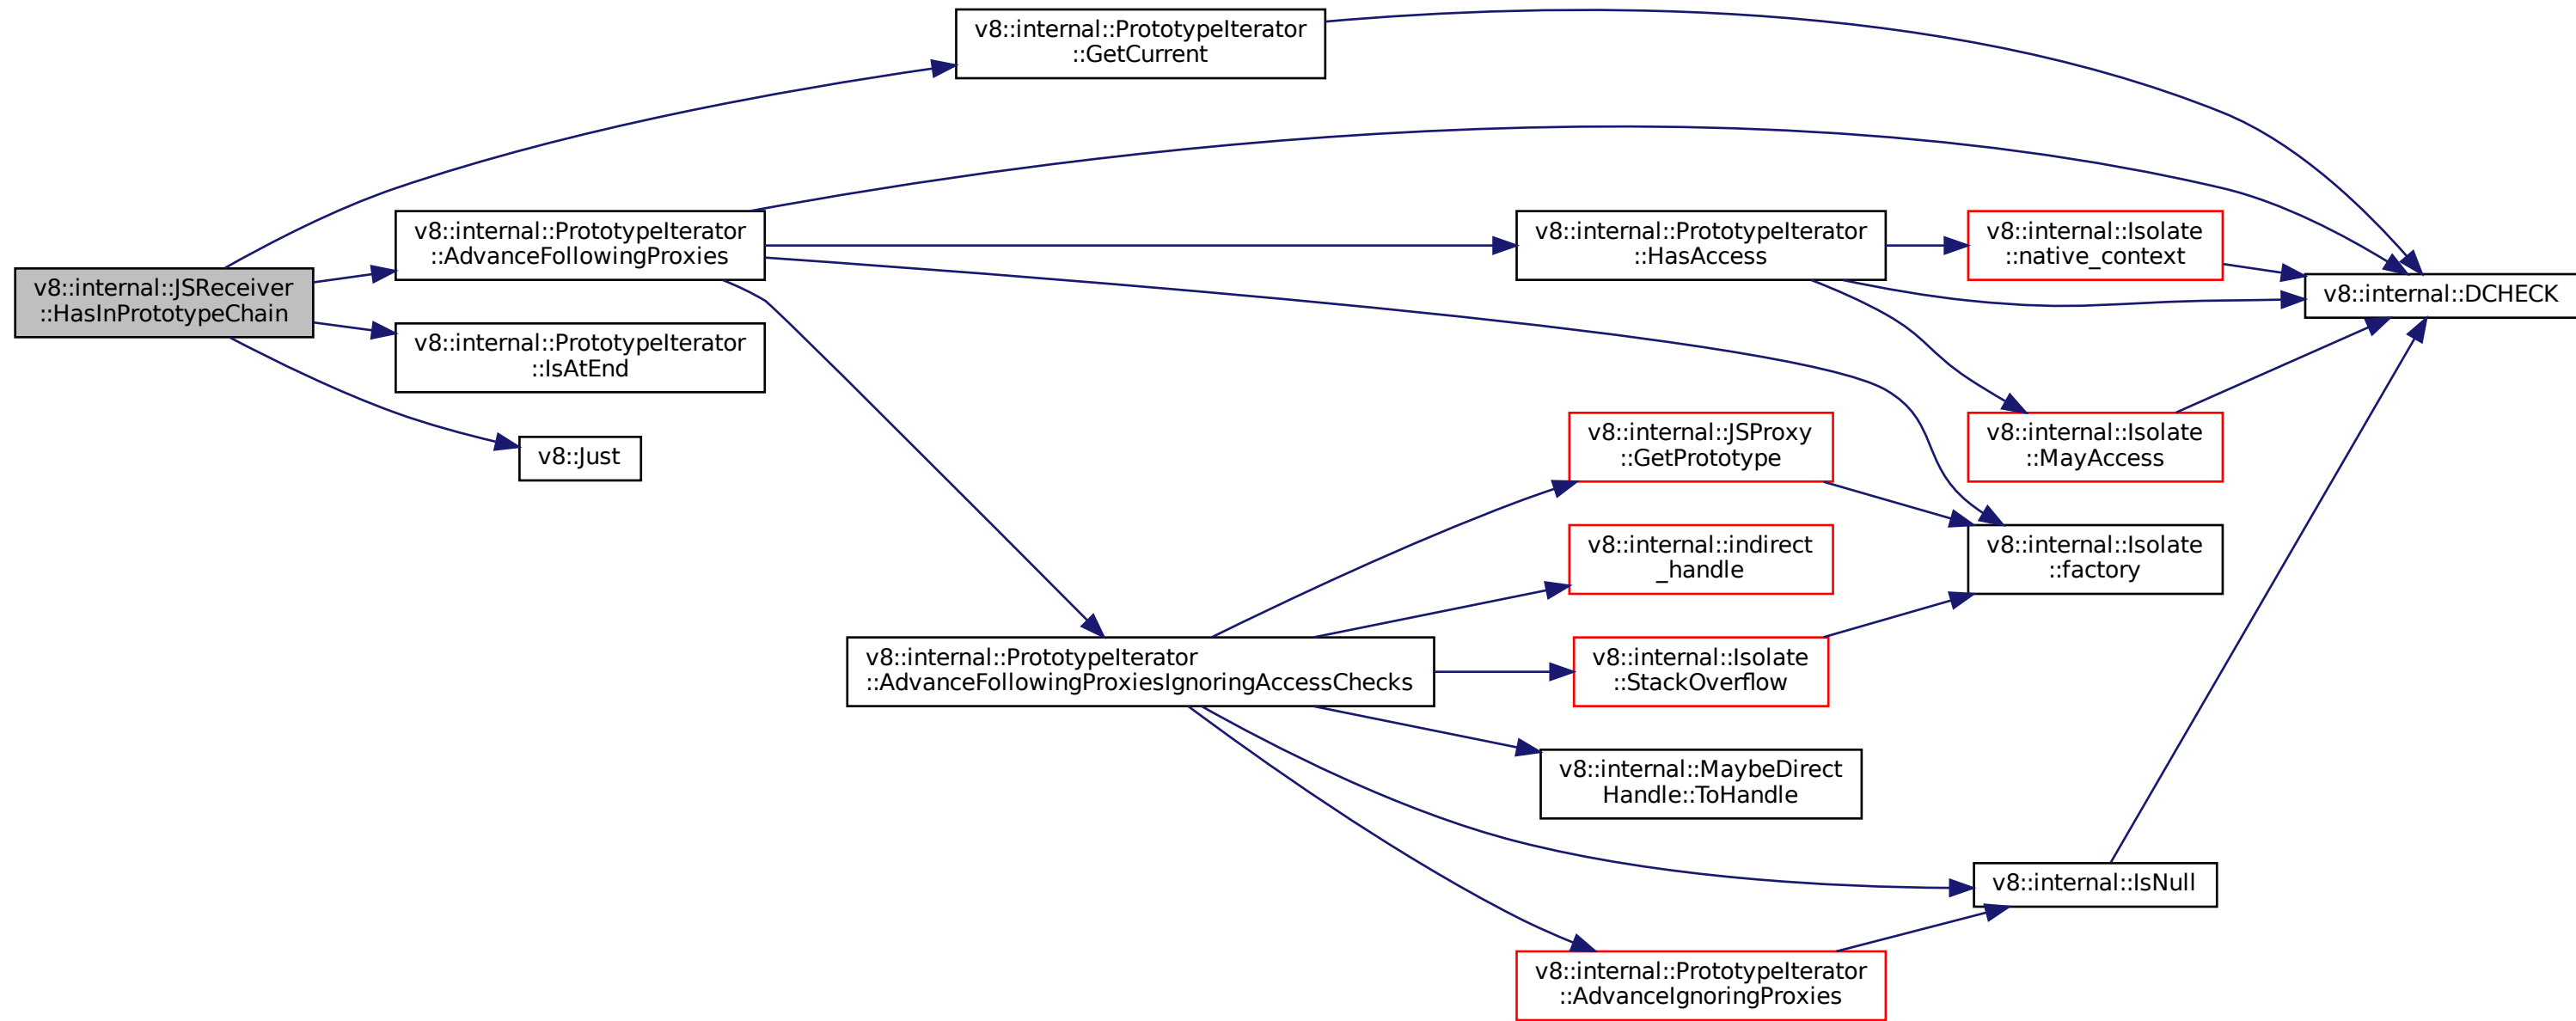 v8::internal::JSReceiver
::HasInPrototypeChain
v8::internal::PrototypeIterator
::GetCurrent
v8::internal::PrototypeIterator
::AdvanceFollowingProxies
v8::internal::PrototypeIterator
::IsAtEnd
v8::Just
v8::internal::PrototypeIterator
::HasAccess
v8::internal::Isolate
::native_context
v8::internal::DCHECK
v8::internal::Isolate
::MayAccess
v8::internal::JSProxy
::GetPrototype
v8::internal::indirect
_handle
v8::internal::Isolate
::factory
v8::internal::PrototypeIterator
::AdvanceFollowingProxiesIgnoringAccessChecks
v8::internal::Isolate
::StackOverflow
v8::internal::MaybeDirect
Handle::ToHandle
v8::internal::IsNull
v8::internal::PrototypeIterator
::AdvanceIgnoringProxies